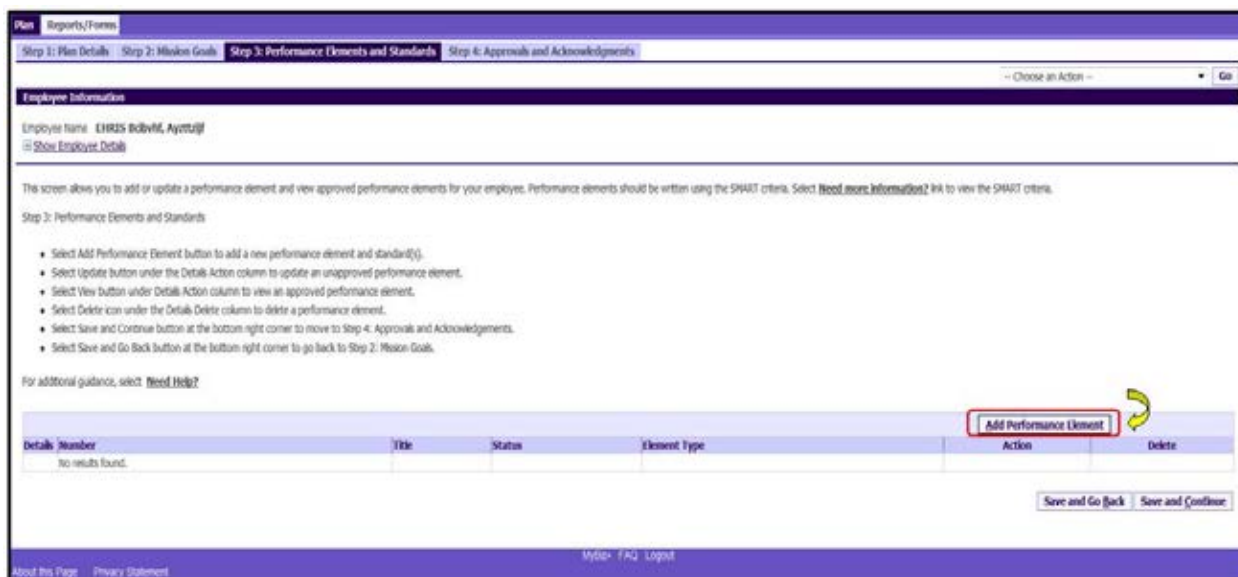 Plan Reports/Forms
Step 1: Plan Details Step 2: Mission Goals Step 3: Performance Elements and Standards Step 4: Approvals and Acknowledgments
-- Choose an Action -- Go
Employee Information
Employee Name EHRIS
Show Employee Details
This screen allows you to add or update a performance element and view approved performance elements for your employee. Performance elements should be written using the SMART criteria. Select Need more information? link to view the SMART criteria.
Step 3: Performance Elements and Standards
• Select Add Performance Element button to add a new performance element and standard(s).
• Select Update button under the Details Action column to update an unapproved performance element.
• Select View button under Details Action column to view an approved performance element.
• Select Delete icon under the Details Delete column to delete a performance element.
• Select Save and Continue button at the bottom right corner to move to Step 4: Approvals and Acknowledgements.
• Select Save and Go Back button at the bottom right corner to go back to Step 2: Mission Goals.
For additional guidance, select Need Help?
Add Performance Element
Details Number Title Status Element Type Action Delete
No results found.
Save and Go Back Save and Continue
MyBiz+ FAQ Logout
About this Page Privacy Statement